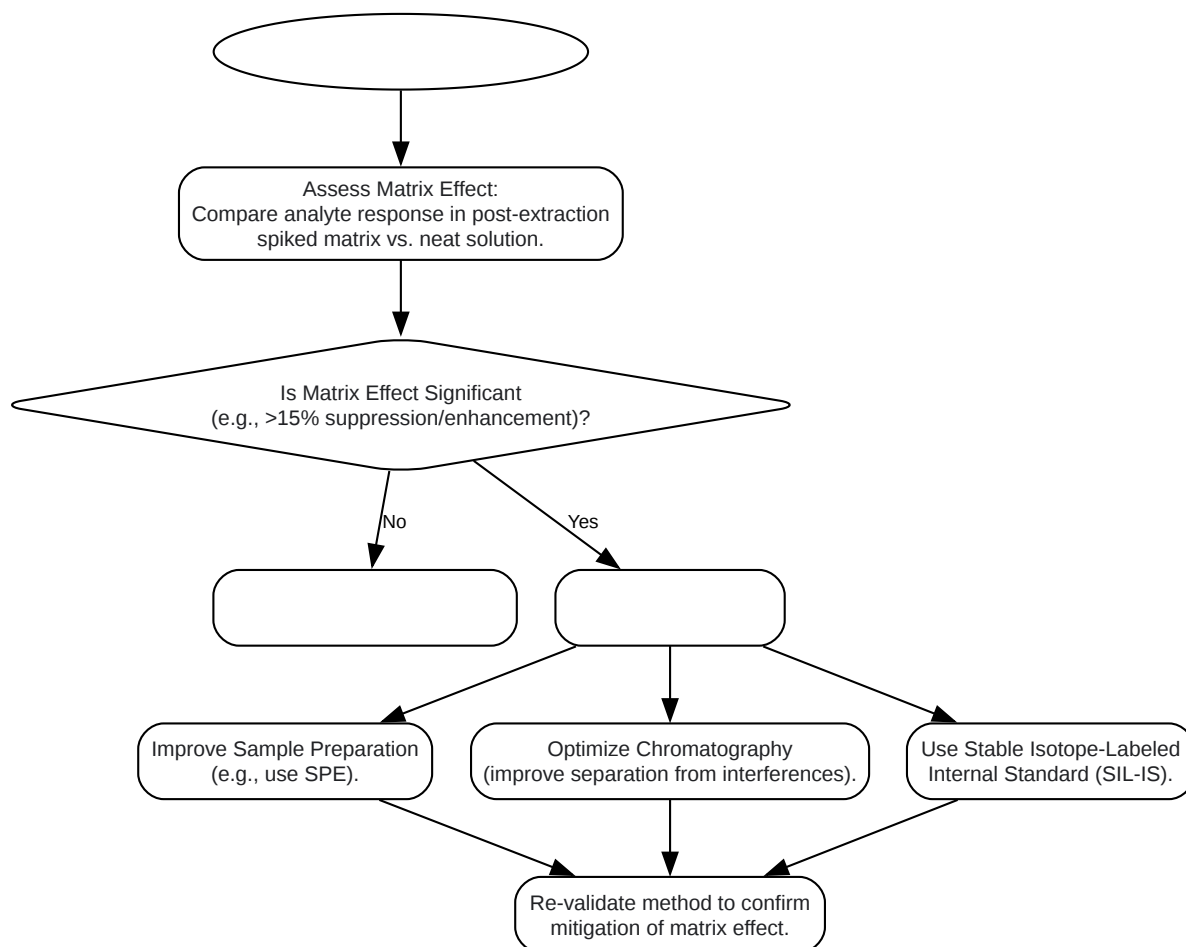 Assess Matrix Effect:
Compare analyte response in post-extraction
spiked matrix vs. neat solution.
Is Matrix Effect Significant
(e.g., >15% suppression/enhancement)?
No
Yes
Improve Sample Preparation
(e.g., use SPE).
Optimize Chromatography
(improve separation from interferences).
Use Stable Isotope-Labeled
Internal Standard (SIL-IS).
Re-validate method to confirm
mitigation of matrix effect.